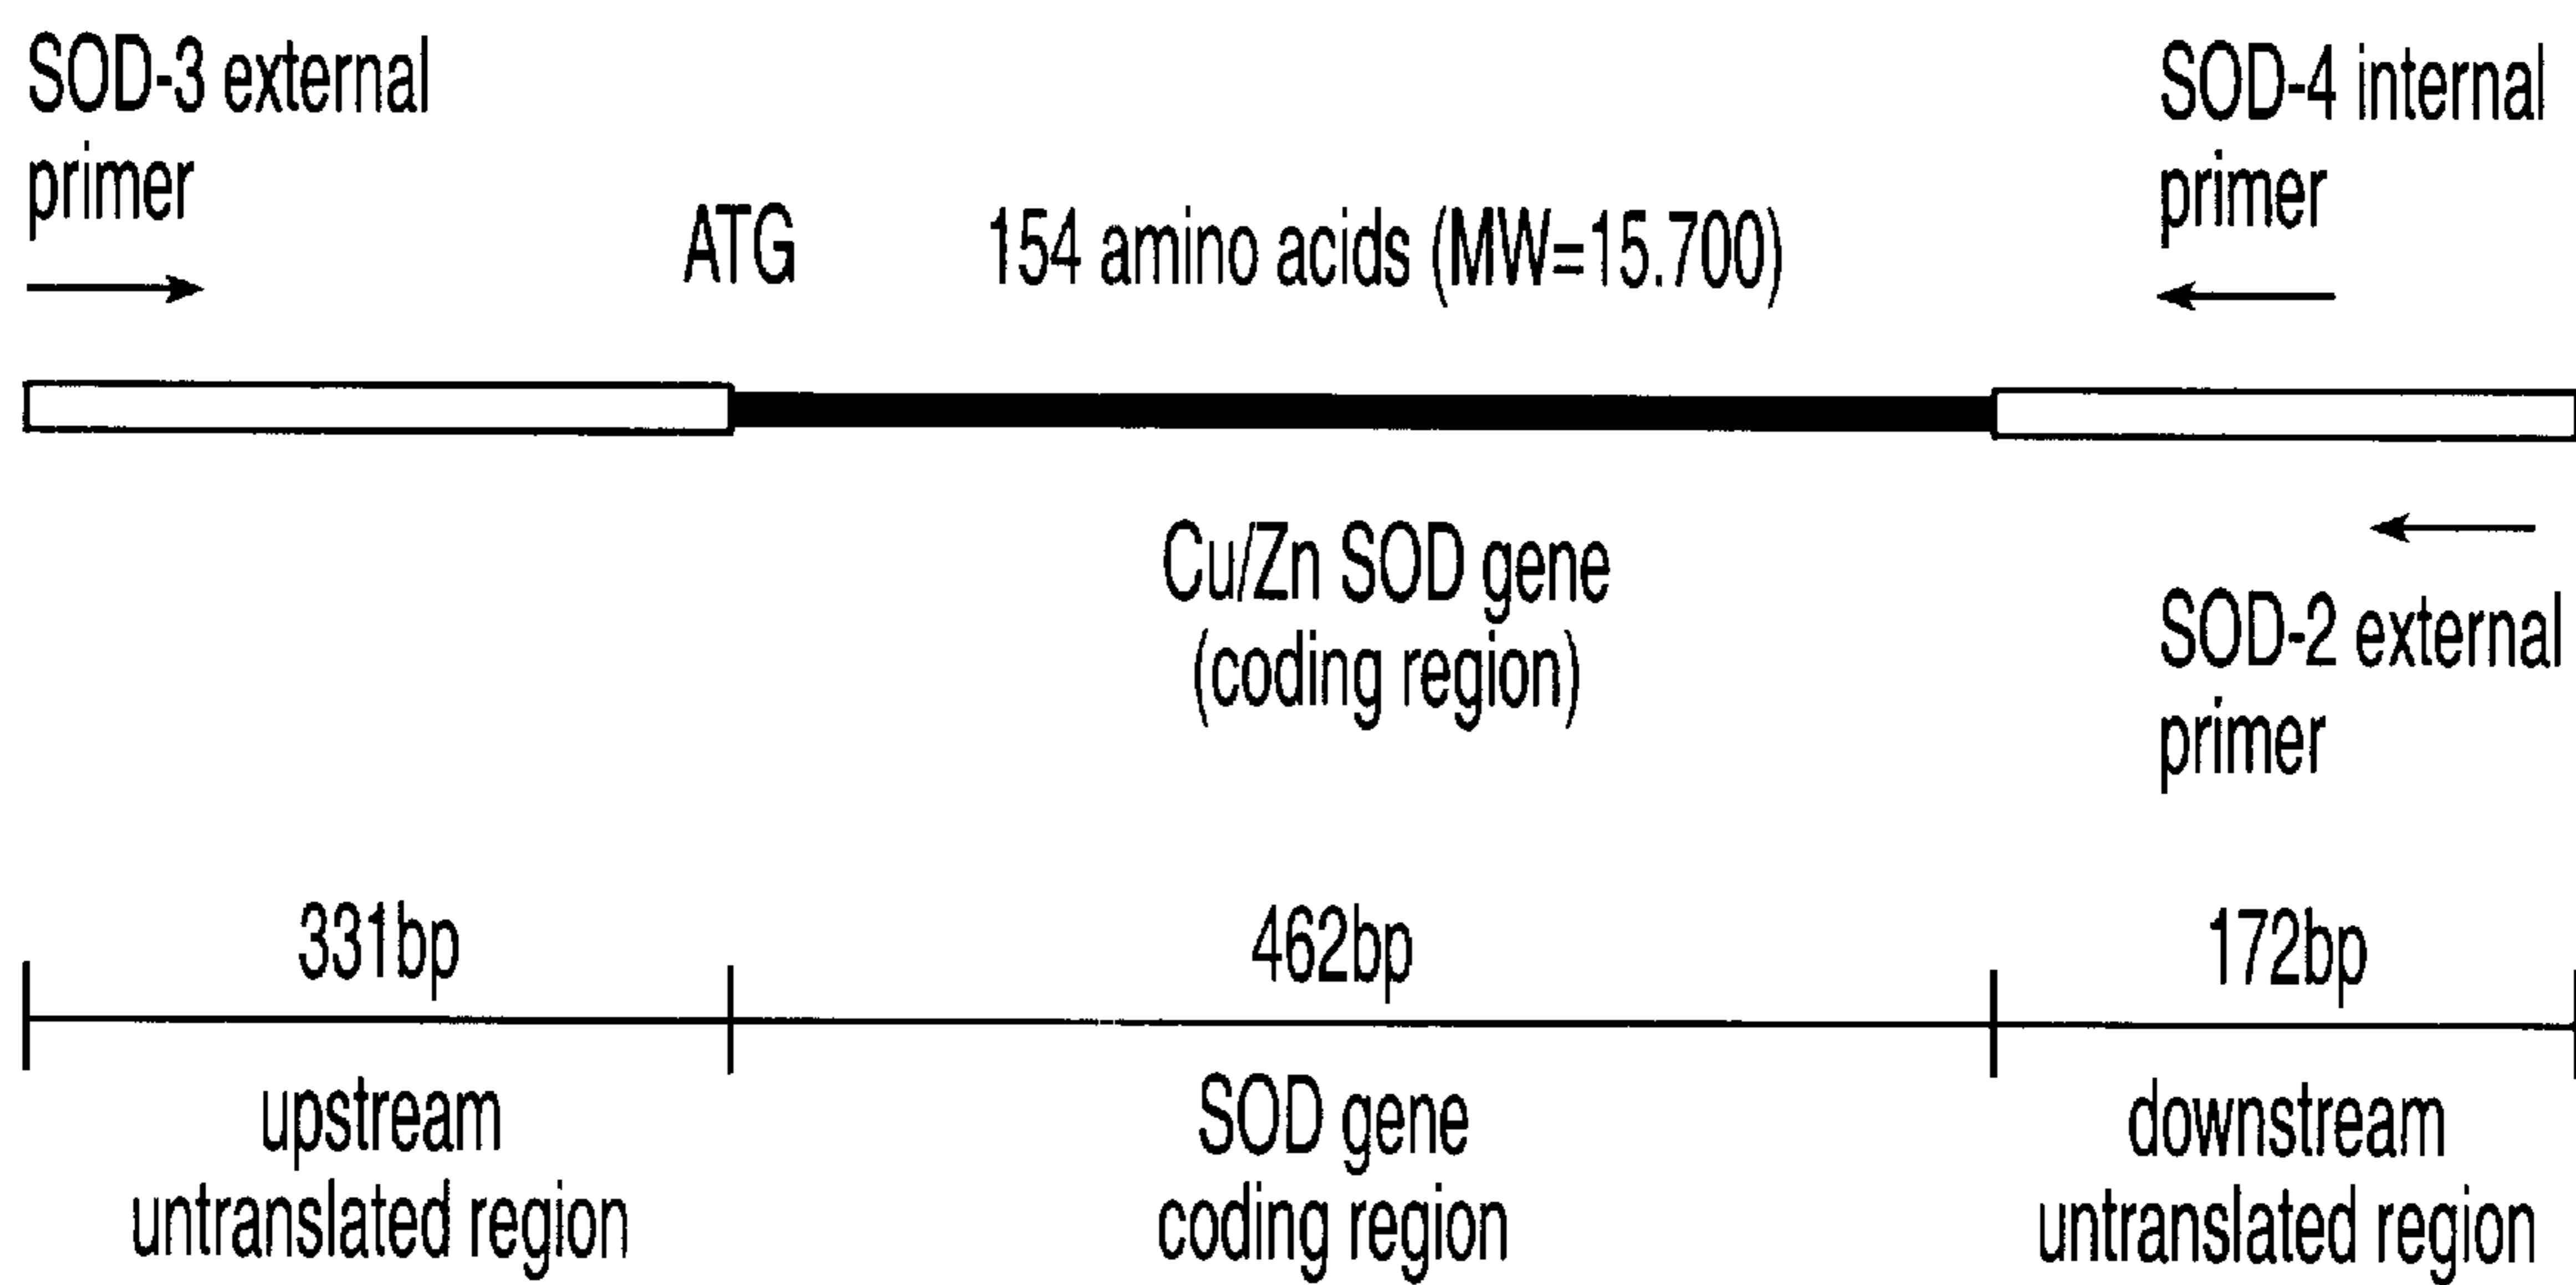 SOD-3 external
primer
ATG
154 amino acids (MW=15.700)
SOD-4 internal
primer
Cu/Zn SOD gene
(coding region)
SOD-2 external
primer
331bp
462bp
172bp
upstream
untranslated region
SOD gene
coding region
downstream
untranslated region